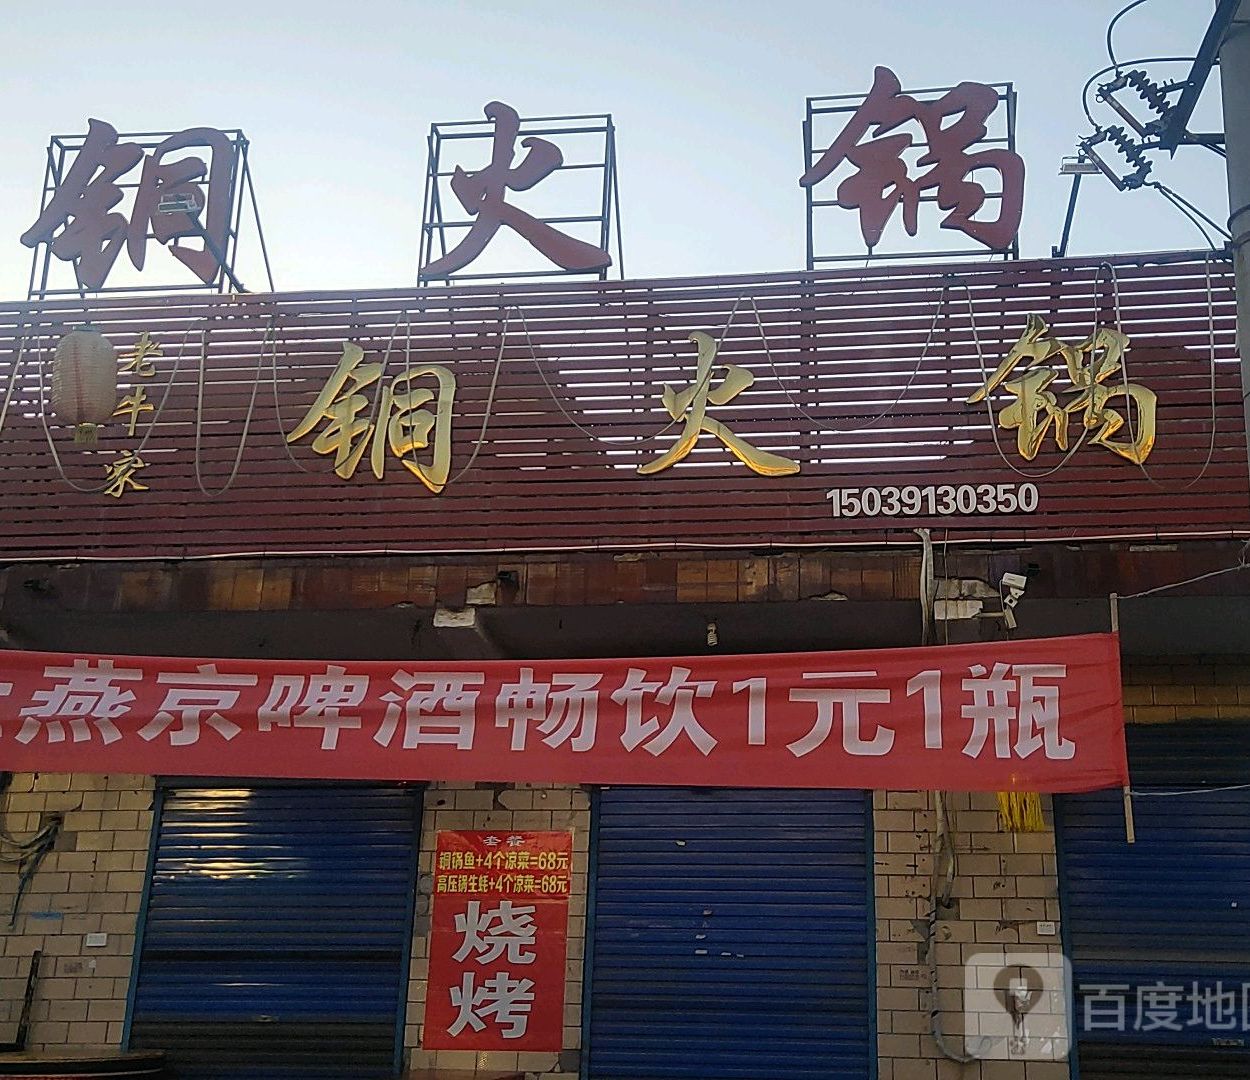 铜火锅
老牛家
铜火锅
15039130350
燕京啤酒畅饮1元1瓶
套餐
铜锅鱼+4个凉菜=68元
高压锅生蚝+4个凉菜=68元
烧
烤
百度地图